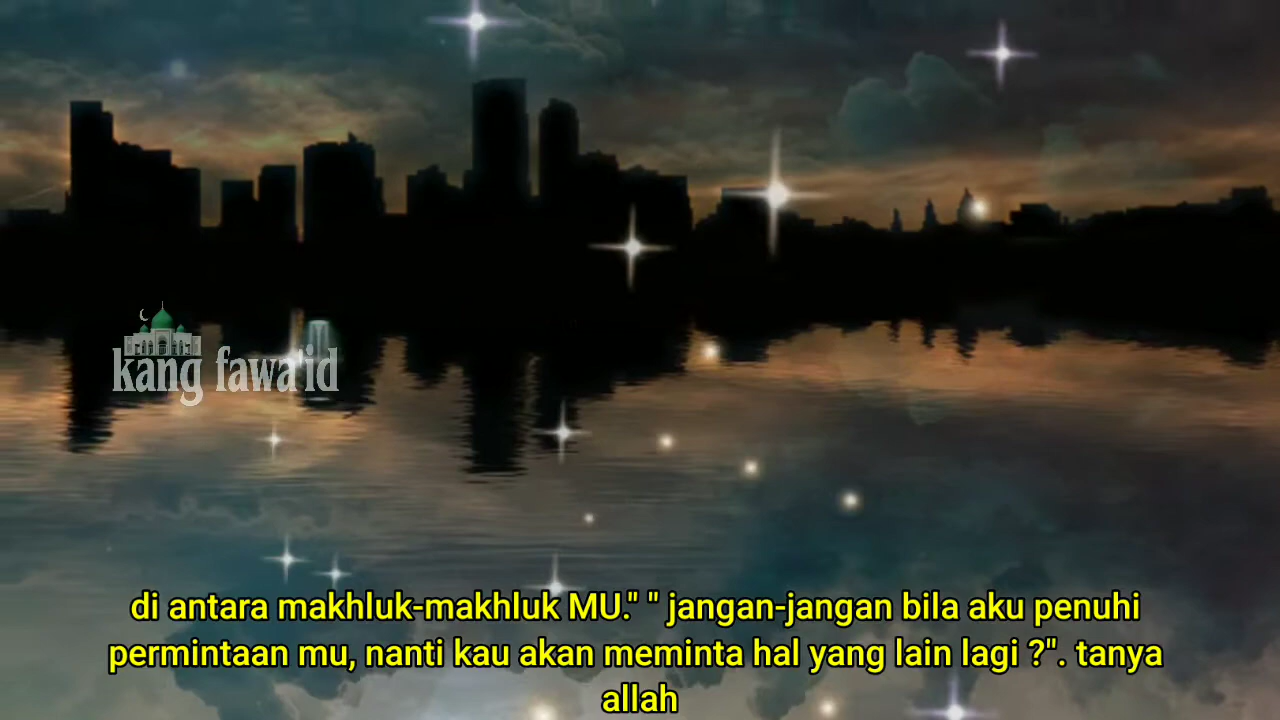 kang fawa'id
di antara makhluk-makhluk MU." " jangan-jangan bila aku penuhi
permintaan mu, nanti kau akan meminta hal yang lain lagi ?". tanya
allah